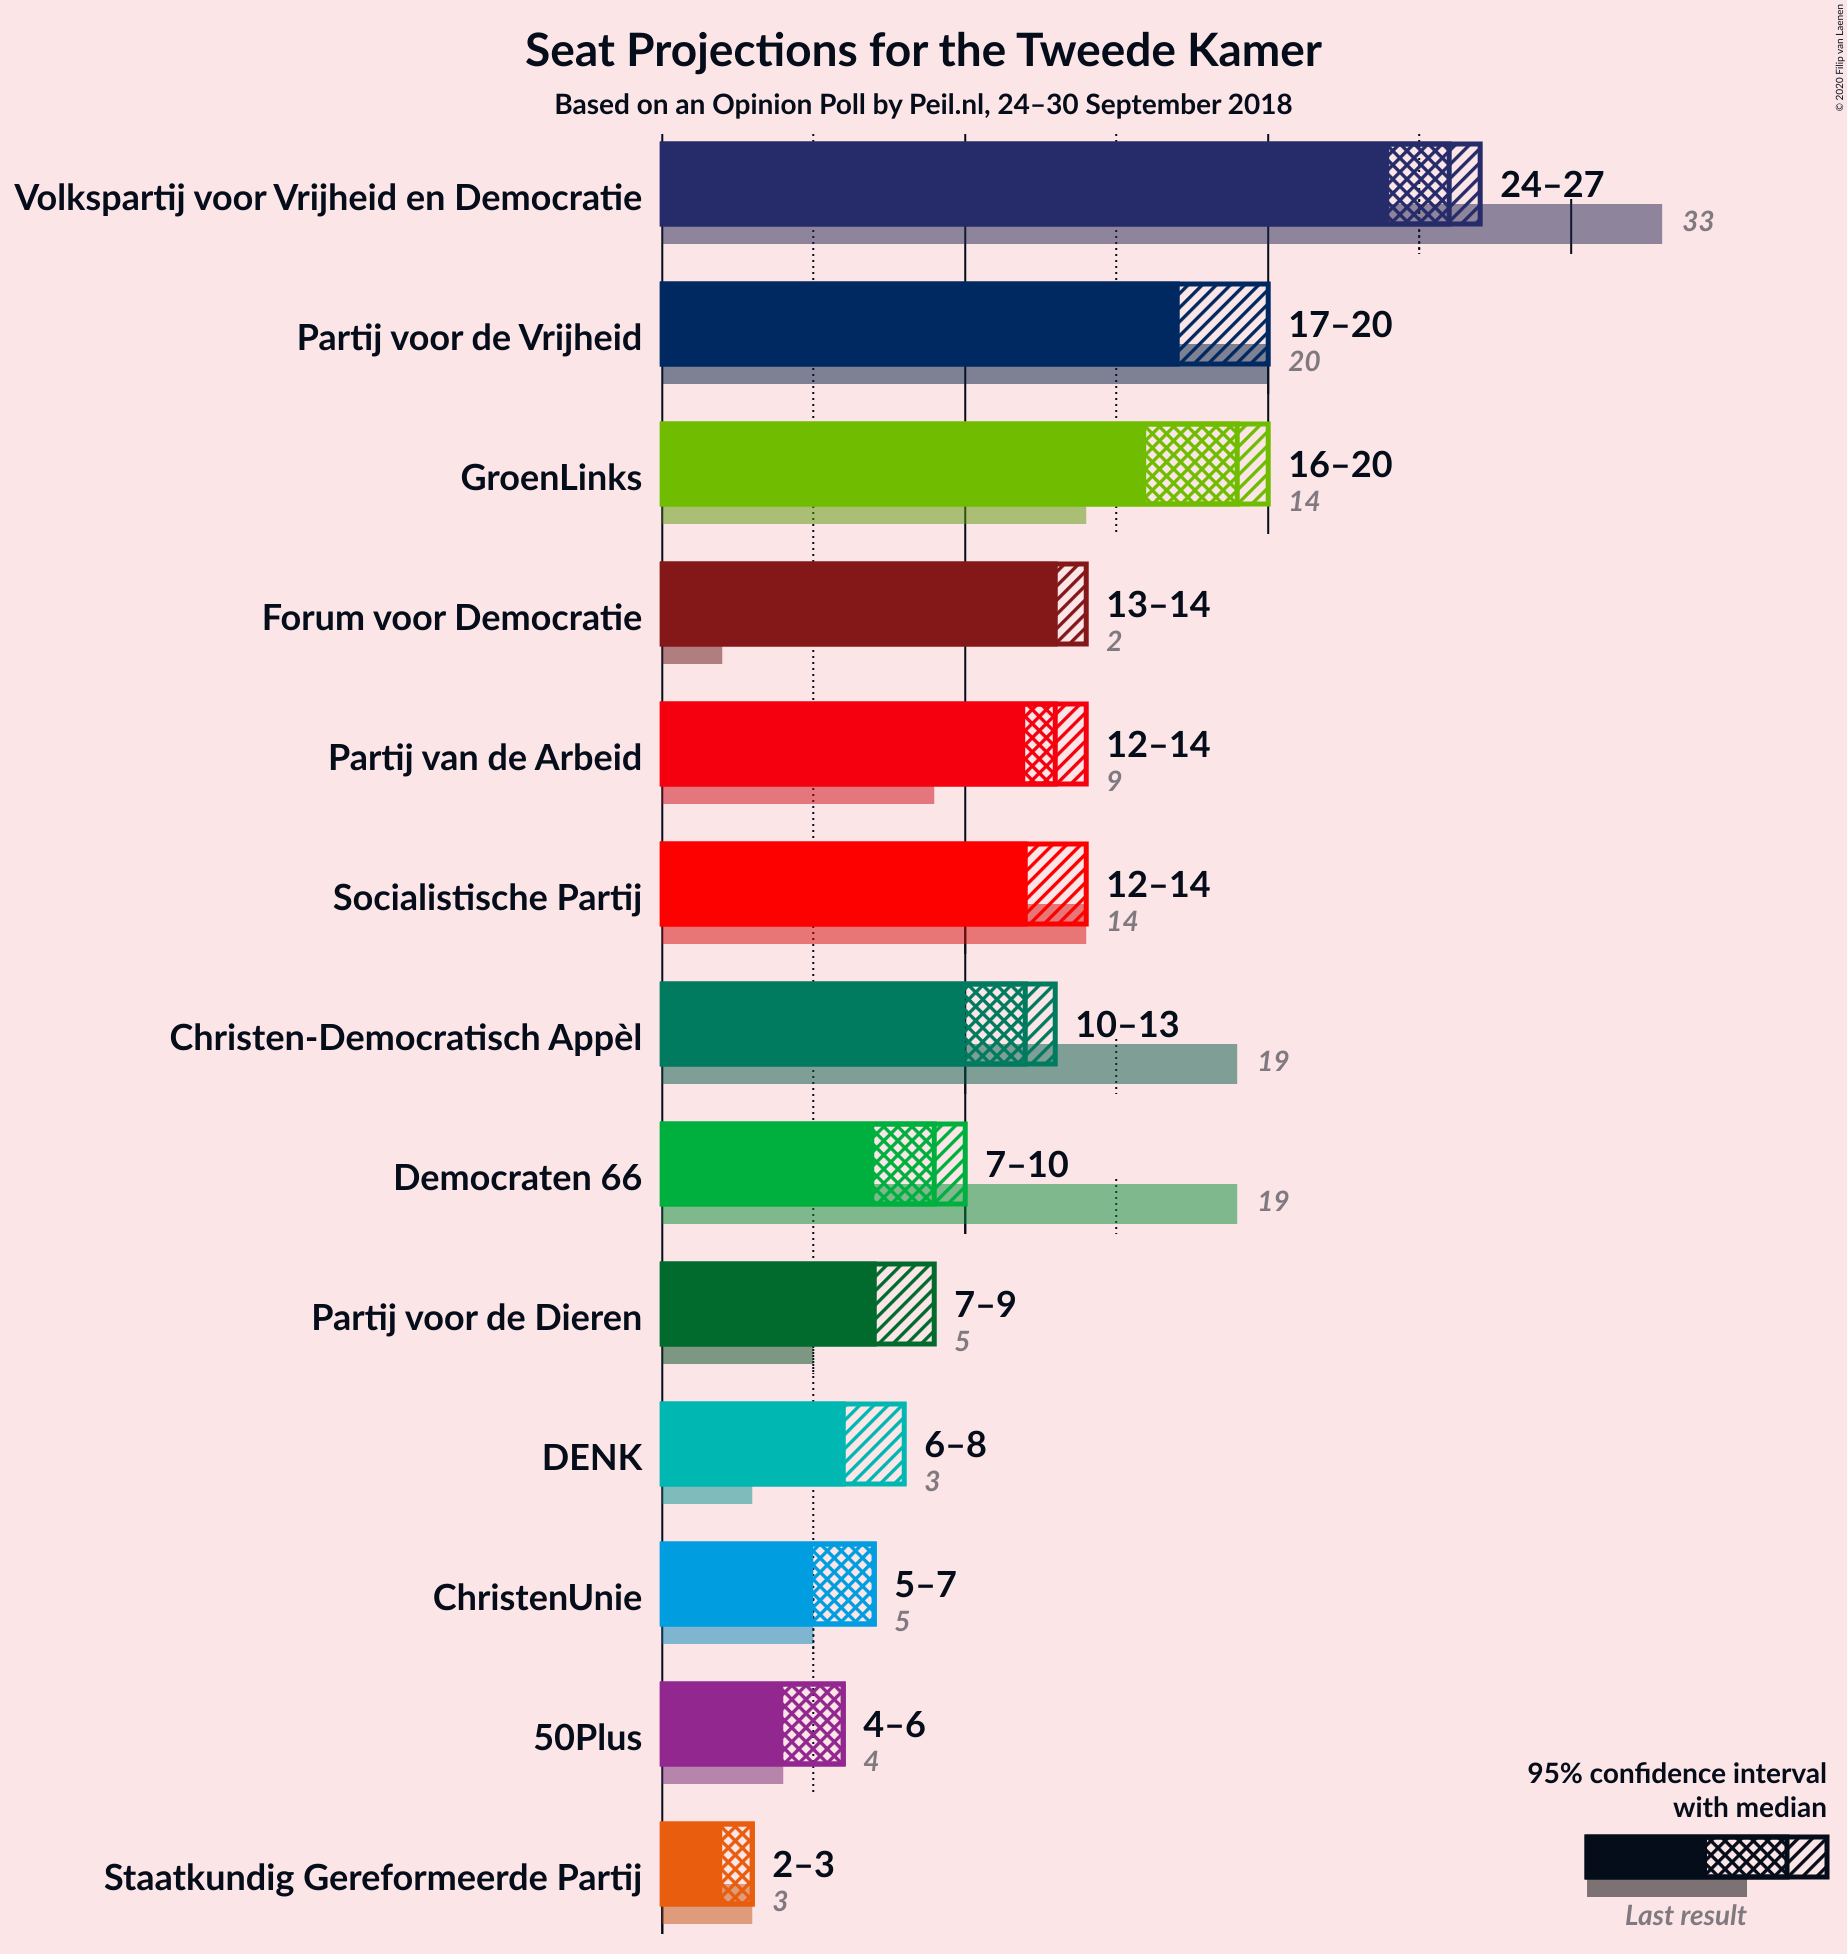 Seat Projections for the Tweede Kamer
Based on an Opinion Poll by Peil.nl, 24–30 September 2018
© 2020 Filip van Laenen
Volkspartij voor Vrijheid en Democratie
24–27
33
Partij voor de Vrijheid
17–20
20
GroenLinks
16–20
14
Forum voor Democratie
13–14
2
Partij van de Arbeid
12–14
9
Socialistische Partij
12–14
14
Christen-Democratisch Appèl
10–13
19
Democraten 66
7–10
19
Partij voor de Dieren
7–9
5
DENK
6–8
3
ChristenUnie
5–7
5
50Plus
4–6
4
Staatkundig Gereformeerde Partij
2–3
3
95% confidence interval
with median
Last result